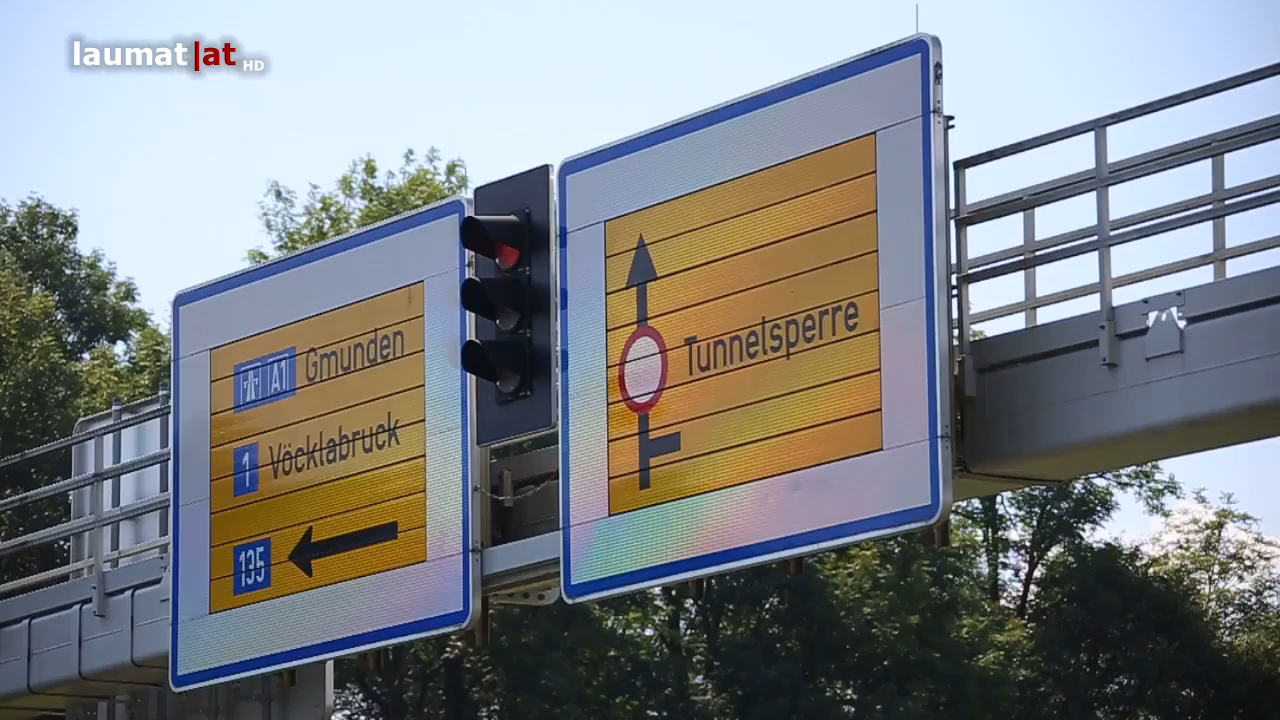 laumat|at HD
A1 Gmunden
1 Vöcklabruck
135
Tunnelsperre